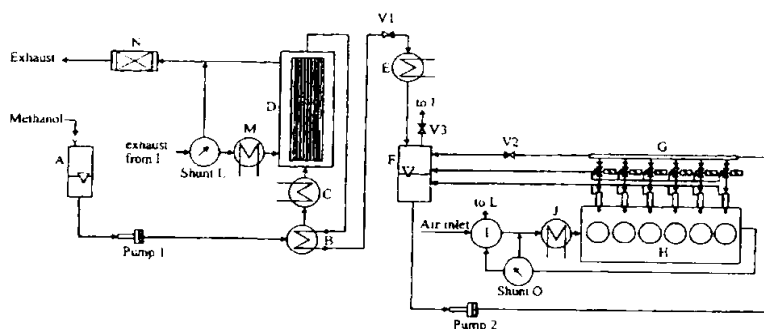 V1
N
Exhaust
E
to J
D
Methanol
M
V3
exhaust
from I
V2
G
A
F
Shunt L
C
to L
J
Air inlet
I
B
H
Pump 1
Shunt O
Pump 2